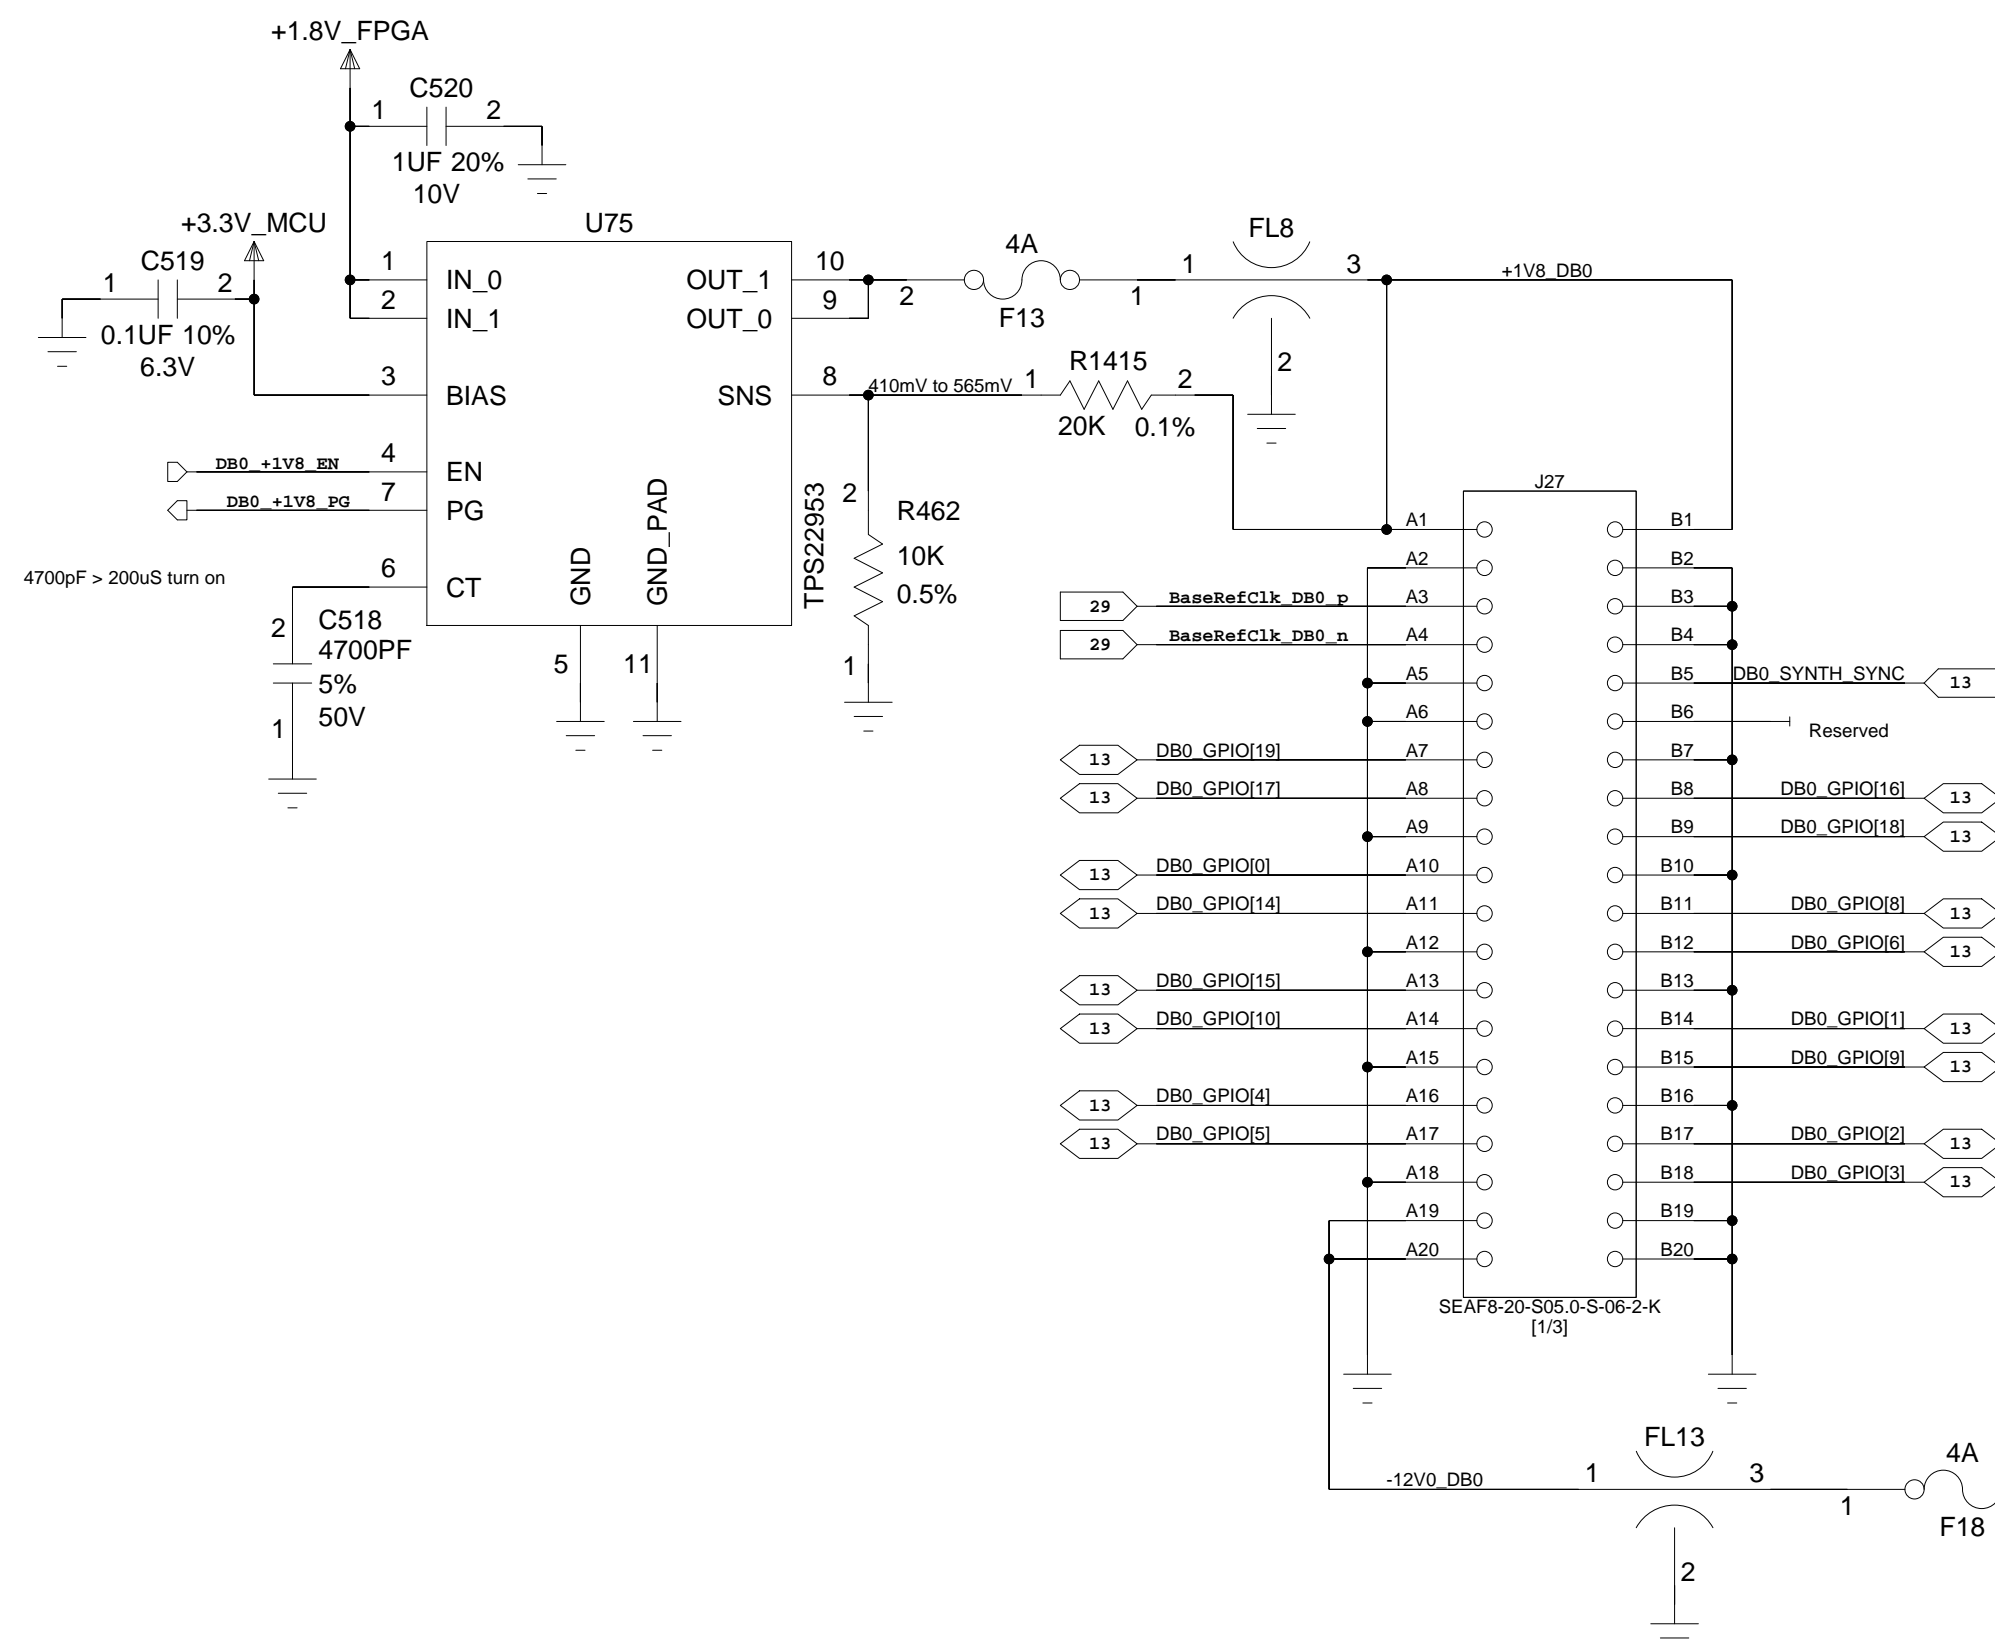 +1.8V_FPGA
C520
1 2
1UF 20%
10V
+3.3V_MCU
C519
1 2
0.1UF 10%
6.3V
U75
1 IN_0
2 IN_1
3 BIAS
4 EN
7 PG
6 CT
OUT_1 10
OUT_0 9
SNS 8
GND
GND_PAD
TPS22953
5 11
DB0_+1V8_EN
DB0_+1V8_PG
4700pF > 200uS turn on
2 C518
4700PF
5%
1 50V
4A
2 1
F13
FL8
1 3
2
+1V8_DB0
410mV to 565mV
R1415
1 2
20K 0.1%
2 R462
10K
0.5%
1
J27
A1 B1
A2 B2
29 BaseRefClk_DB0_p A3 B3
29 BaseRefClk_DB0_n A4 B4
A5 B5 DB0_SYNTH_SYNC 13
A6 B6 Reserved
13 DB0_GPIO[19] A7 B7
13 DB0_GPIO[17] A8 B8 DB0_GPIO[16] 13
A9 B9 DB0_GPIO[18] 13
13 DB0_GPIO[0] A10 B10
13 DB0_GPIO[14] A11 B11 DB0_GPIO[8] 13
A12 B12 DB0_GPIO[6] 13
13 DB0_GPIO[15] A13 B13
13 DB0_GPIO[10] A14 B14 DB0_GPIO[1] 13
A15 B15 DB0_GPIO[9] 13
13 DB0_GPIO[4] A16 B16
13 DB0_GPIO[5] A17 B17 DB0_GPIO[2] 13
A18 B18 DB0_GPIO[3] 13
A19 B19
A20 B20
SEAF8-20-S05.0-S-06-2-K
[1/3]
-12V0_DB0
FL13
1 3
2
4A
1
F18